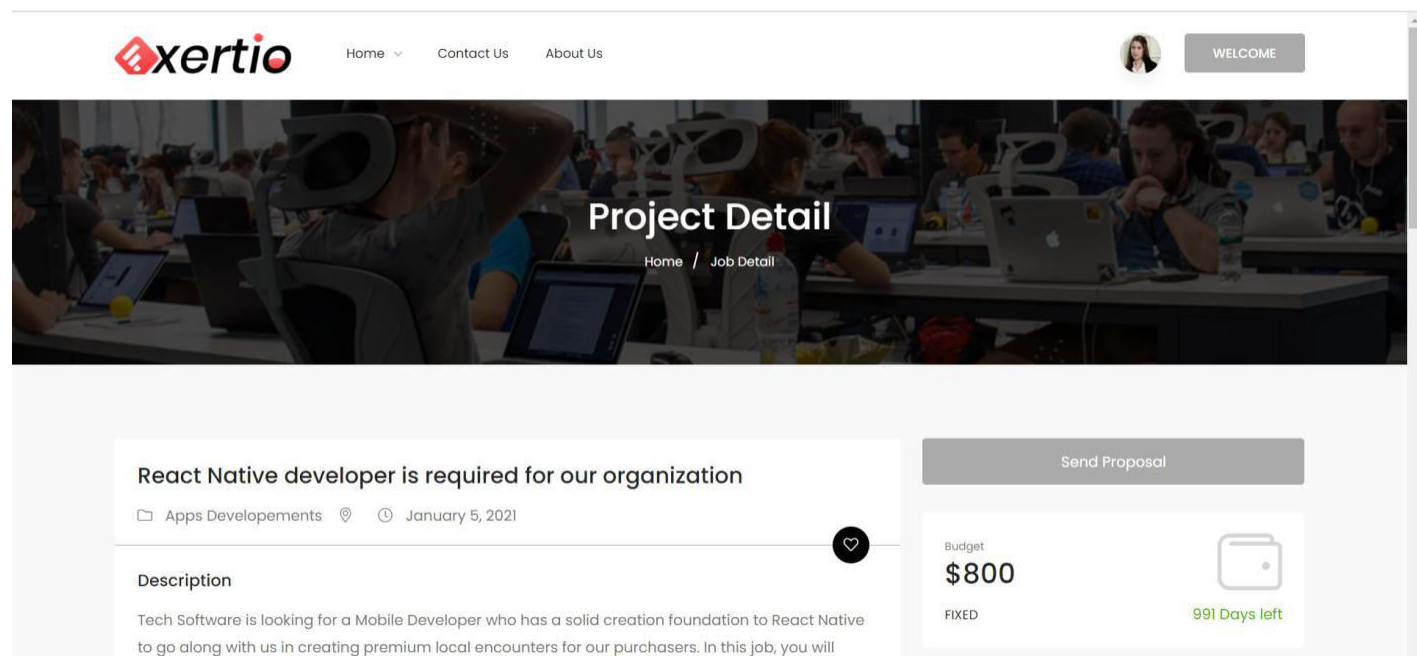 exertio
Home
Contact Us
About Us
WELCOME
Project Detail
Home / Job Detail
React Native developer is required for our organization
Apps Developements
January 5, 2021
Description
Tech Software is looking for a Mobile Developer who has a solid creation foundation to React Native
to go along with us in creating premium local encounters for our purchasers. In this job, you will
Send Proposal
Budget
$800
FIXED
991 Days left